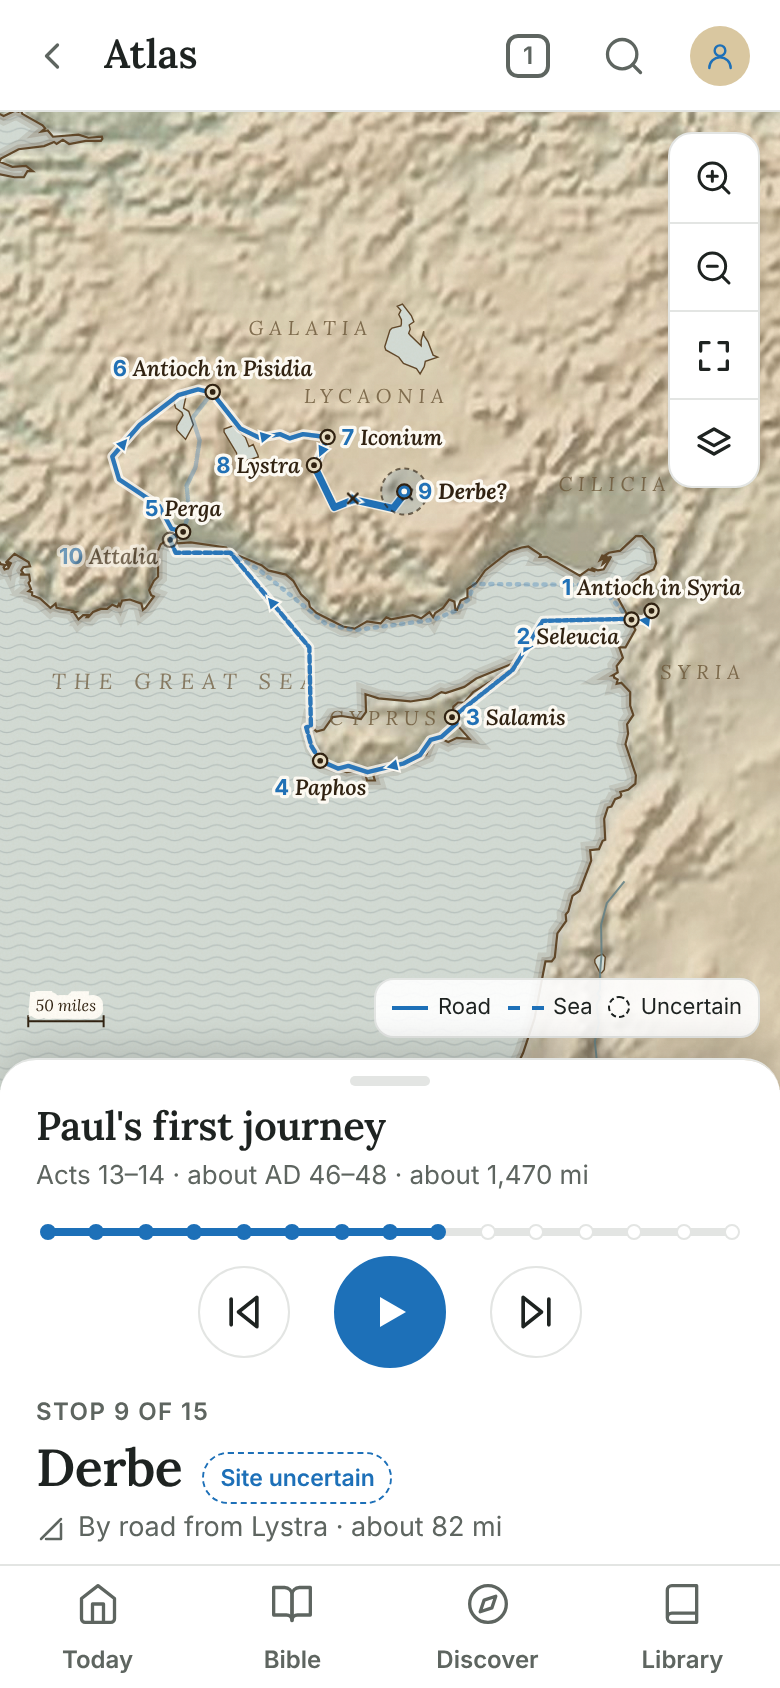 Atlas
1
GALATIA
6 Antioch in Pisidia
LYCAONIA
7 Iconium
8 Lystra
9 Derbe?
CILICIA
5 Perga
10 Attalia
1 Antioch in Syria
2 Seleucia
THE GREAT SEA
SYRIA
CYPRUS
3 Salamis
4 Paphos
50 miles
Road Sea Uncertain
Paul's first journey
Acts 13–14 · about AD 46–48 · about 1,470 mi
STOP 9 OF 15
Derbe Site uncertain
By road from Lystra · about 82 mi
Today Bible Discover Library